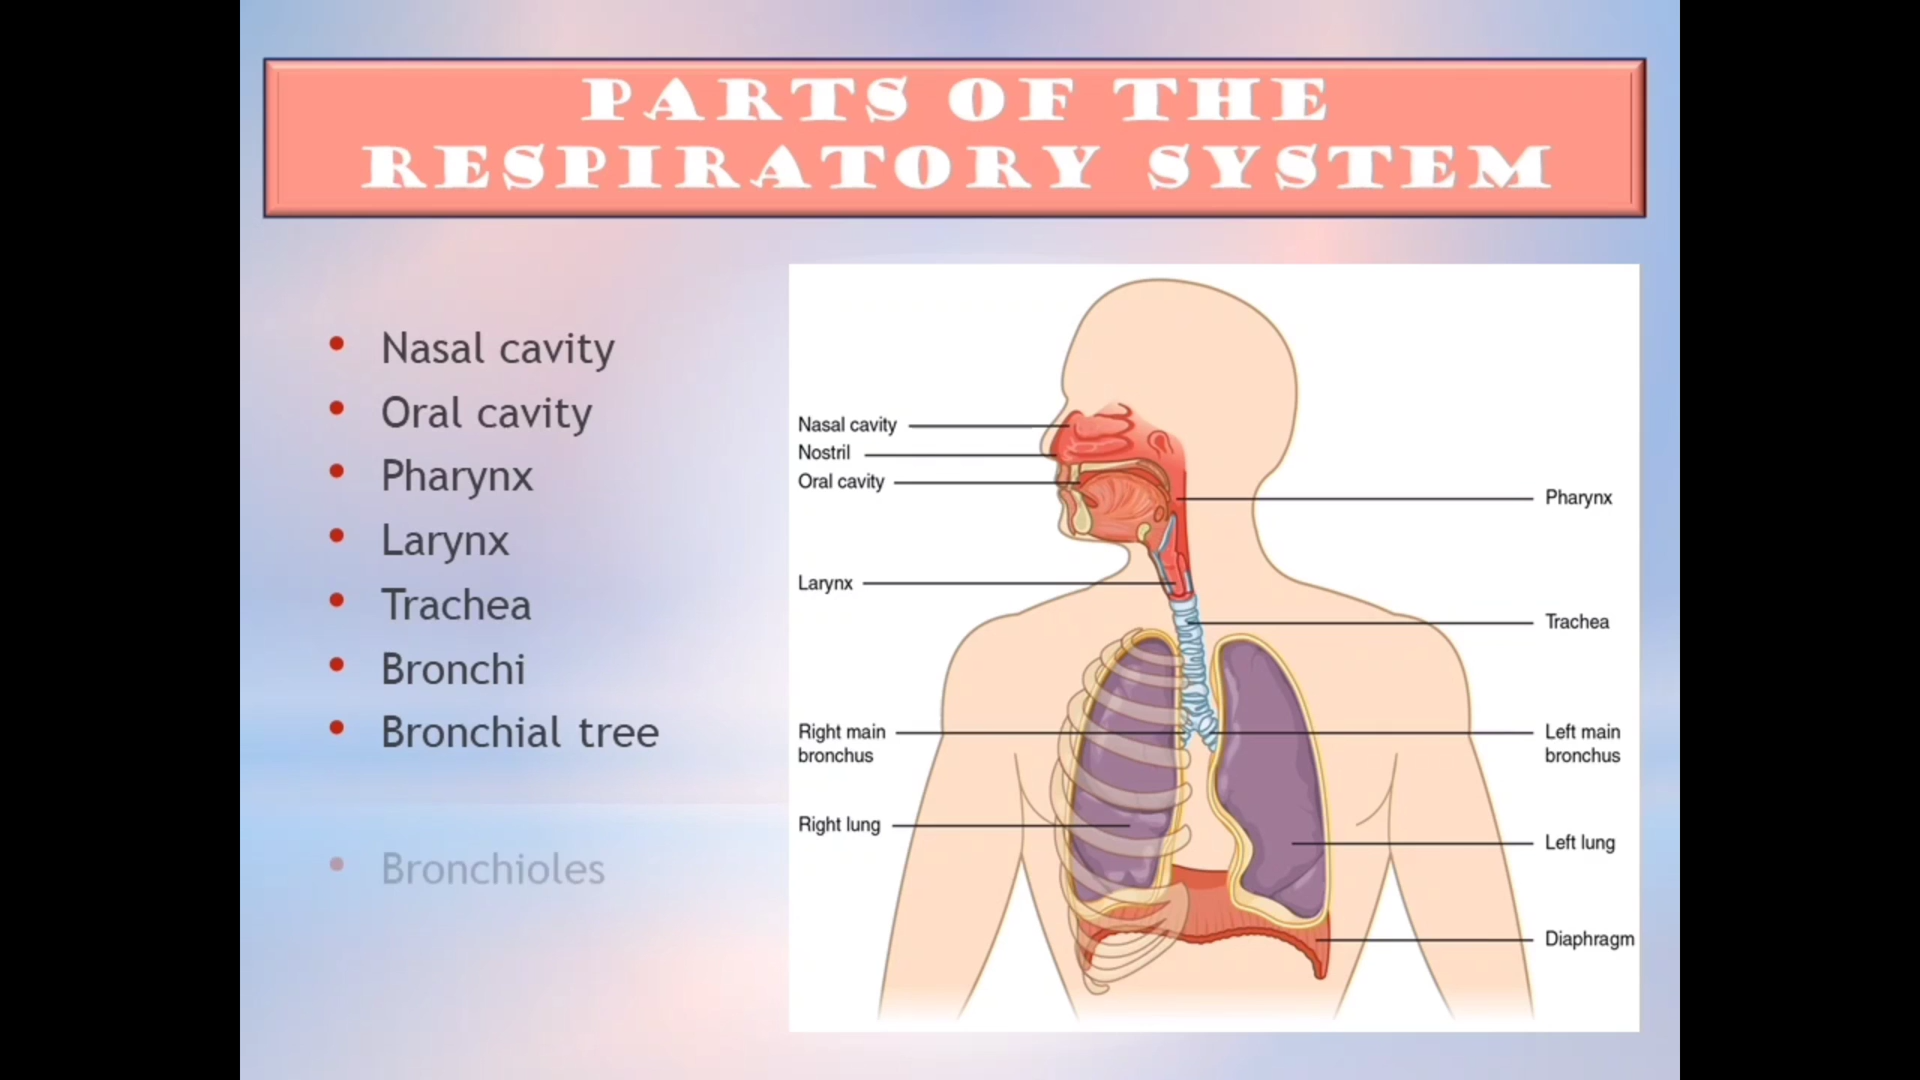 PARTS OF THE
RESPIRATORY SYSTEM
• Nasal cavity
• Oral cavity
• Pharynx
• Larynx
• Trachea
• Bronchi
• Bronchial tree
• Bronchioles
Nasal cavity
Nostril
Oral cavity
Larynx
Right main
bronchus
Right lung
Pharynx
Trachea
Left main
bronchus
Left lung
Diaphragm